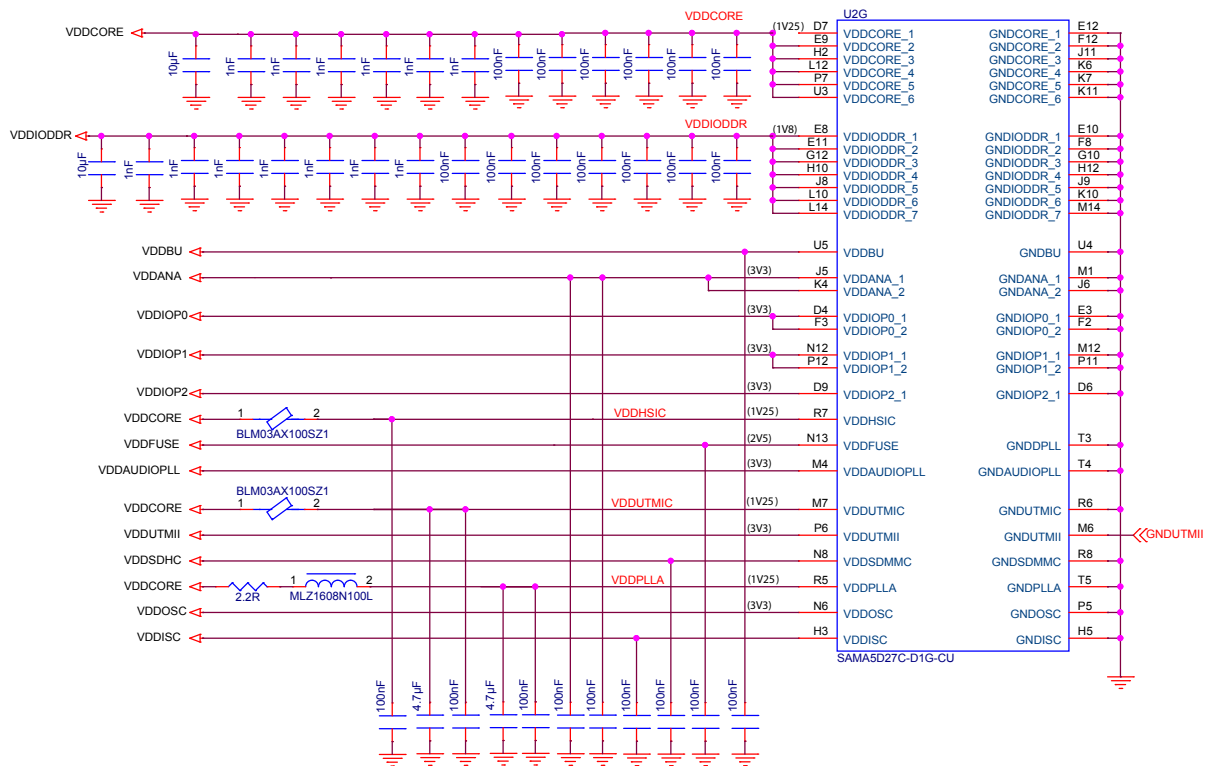 U2G
VDDCORE
VDDCORE
(1V25)
D7 VDDCORE_1 GNDCORE_1 E12
E9 VDDCORE_2 GNDCORE_2 F12
H2 VDDCORE_3 GNDCORE_3 J11
L12 VDDCORE_4 GNDCORE_4 K6
P7 VDDCORE_5 GNDCORE_5 K7
U3 VDDCORE_6 GNDCORE_6 K11
10µF 1nF 1nF 1nF 1nF 1nF 1nF 100nF 100nF 100nF 100nF 100nF 100nF
VDDIODDR
VDDIODDR
(1V8)
E8 VDDIODDR_1 GNDIODDR_1 E10
E11 VDDIODDR_2 GNDIODDR_2 F8
G12 VDDIODDR_3 GNDIODDR_3 G10
H10 VDDIODDR_4 GNDIODDR_4 H12
J8 VDDIODDR_5 GNDIODDR_5 J9
L10 VDDIODDR_6 GNDIODDR_6 K10
L14 VDDIODDR_7 GNDIODDR_7 M14
10µF 1nF 1nF 1nF 1nF 1nF 1nF 1nF 100nF 100nF 100nF 100nF 100nF 100nF
VDDBU U5 VDDBU GNDBU U4
VDDANA (3V3) J5 VDDANA_1 GNDANA_1 M1
K4 VDDANA_2 GNDANA_2 J6
VDDIOP0 (3V3) D4 VDDIOP0_1 GNDIOP0_1 E3
F3 VDDIOP0_2 GNDIOP0_2 F2
VDDIOP1 (3V3) N12 VDDIOP1_1 GNDIOP1_1 M12
P12 VDDIOP1_2 GNDIOP1_2 P11
VDDIOP2 (3V3) D9 VDDIOP2_1 GNDIOP2_1 D6
VDDCORE 1 2 VDDHSIC (1V25) R7 VDDHSIC
BLM03AX100SZ1
VDDFUSE (2V5) N13 VDDFUSE GNDDPLL T3
VDDAUDIOPLL (3V3) M4 VDDAUDIOPLL GNDAUDIOPLL T4
BLM03AX100SZ1
VDDCORE 1 2 VDDUTMIC (1V25) M7 VDDUTMIC GNDUTMIC R6
VDDUTMII (3V3) P6 VDDUTMII GNDUTMII M6 GNDUTMII
VDDSDHC N8 VDDSDMMC GNDSDMMC R8
VDDCORE 1 2 VDDPLLA (1V25) R5 VDDPLLA GNDPLLA T5
2.2R MLZ1608N100L
VDDOSC (3V3) N6 VDDOSC GNDOSC P5
VDDISC H3 VDDISC GNDISC H5
SAMA5D27C-D1G-CU
100nF 4.7µF 100nF 4.7µF 100nF 100nF 100nF 100nF 100nF 100nF 100nF